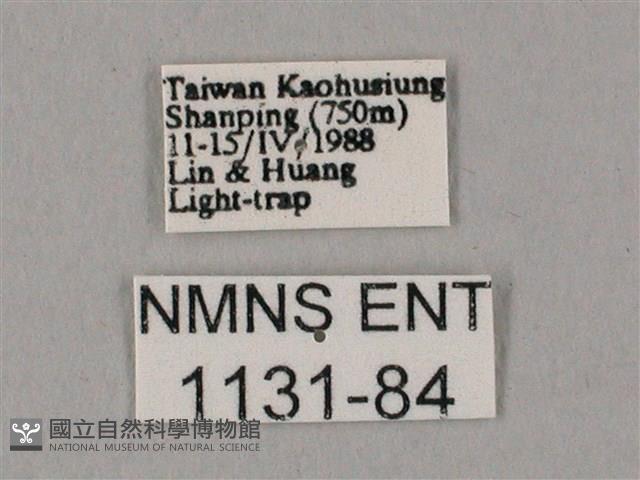 Taiwan Kaohusiung
Shanping (750m)
11-15/IV/1988
Lin & Huang
Light-trap
NMNS ENT
1131-84
國立自然科學博物館
NATIONAL MUSEUM OF NATURAL SCIENCE